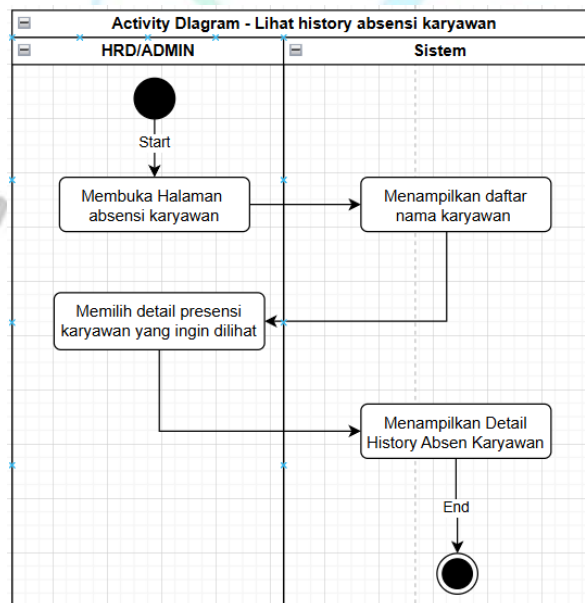 Activity DIagram - Lihat history absensi karyawan
HRD/ADMIN
Sistem
Start
Membuka Halaman
absensi karyawan
Menampilkan daftar
nama karyawan
Memilih detail presensi
karyawan yang ingin dilihat
Menampilkan Detail
History Absen Karyawan
End